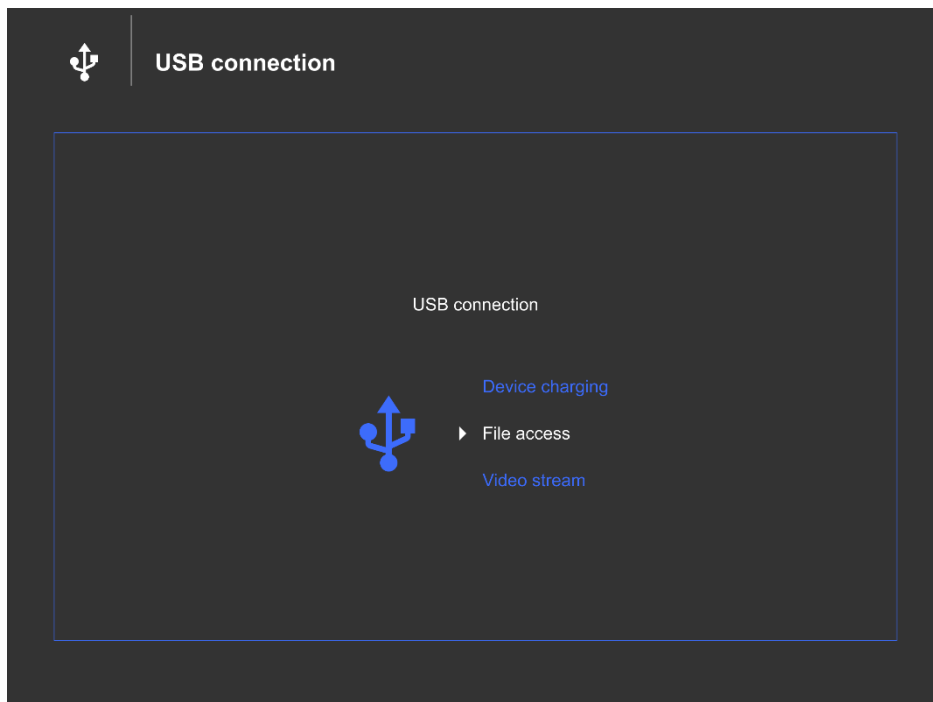 USB connection
USB connection
Device charging
File access
Video stream